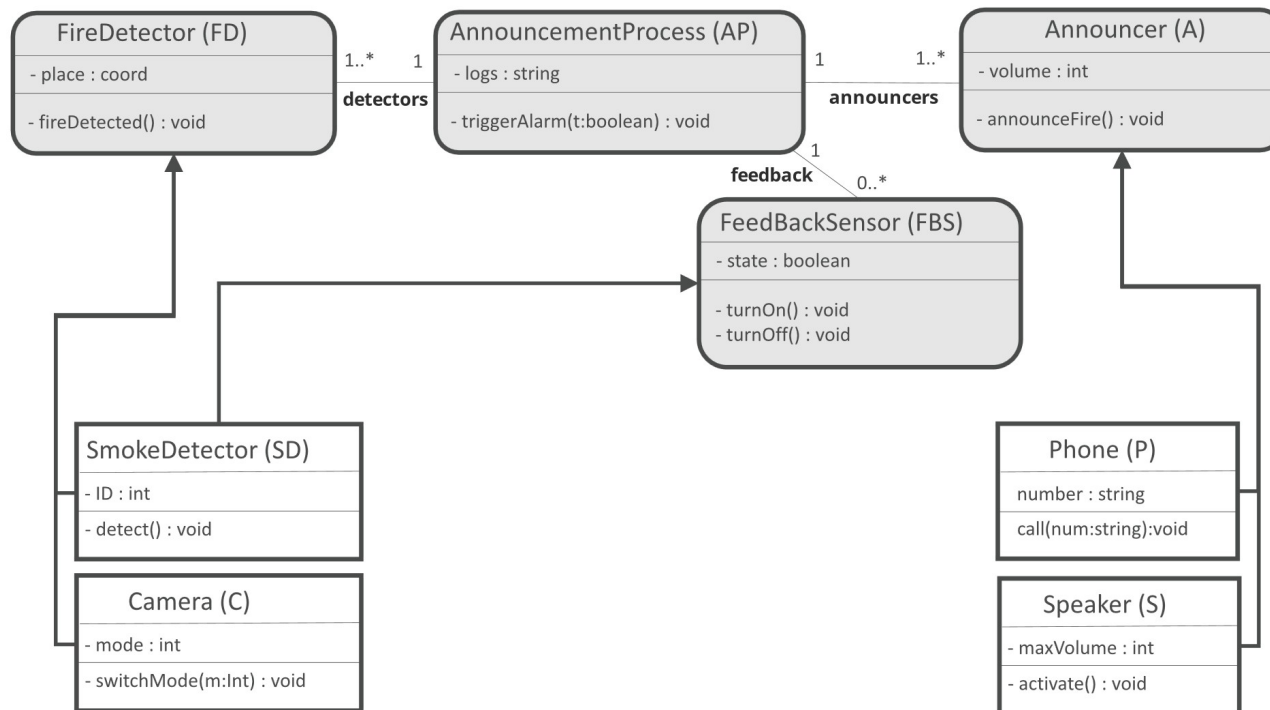 FireDetector (FD)
- place : coord
- fireDetected() : void
1..*
1
detectors
AnnouncementProcess (AP)
- logs : string
- triggerAlarm(t:boolean) : void
1
1..*
announcers
Announcer (A)
- volume : int
- announceFire() : void
1
feedback
0..*
FeedBackSensor (FBS)
- state : boolean
- turnOn() : void
- turnOff() : void
SmokeDetector (SD)
- ID : int
- detect() : void
Camera (C)
- mode : int
- switchMode(m:Int) : void
Phone (P)
number : string
call(num:string):void
Speaker (S)
- maxVolume : int
- activate() : void